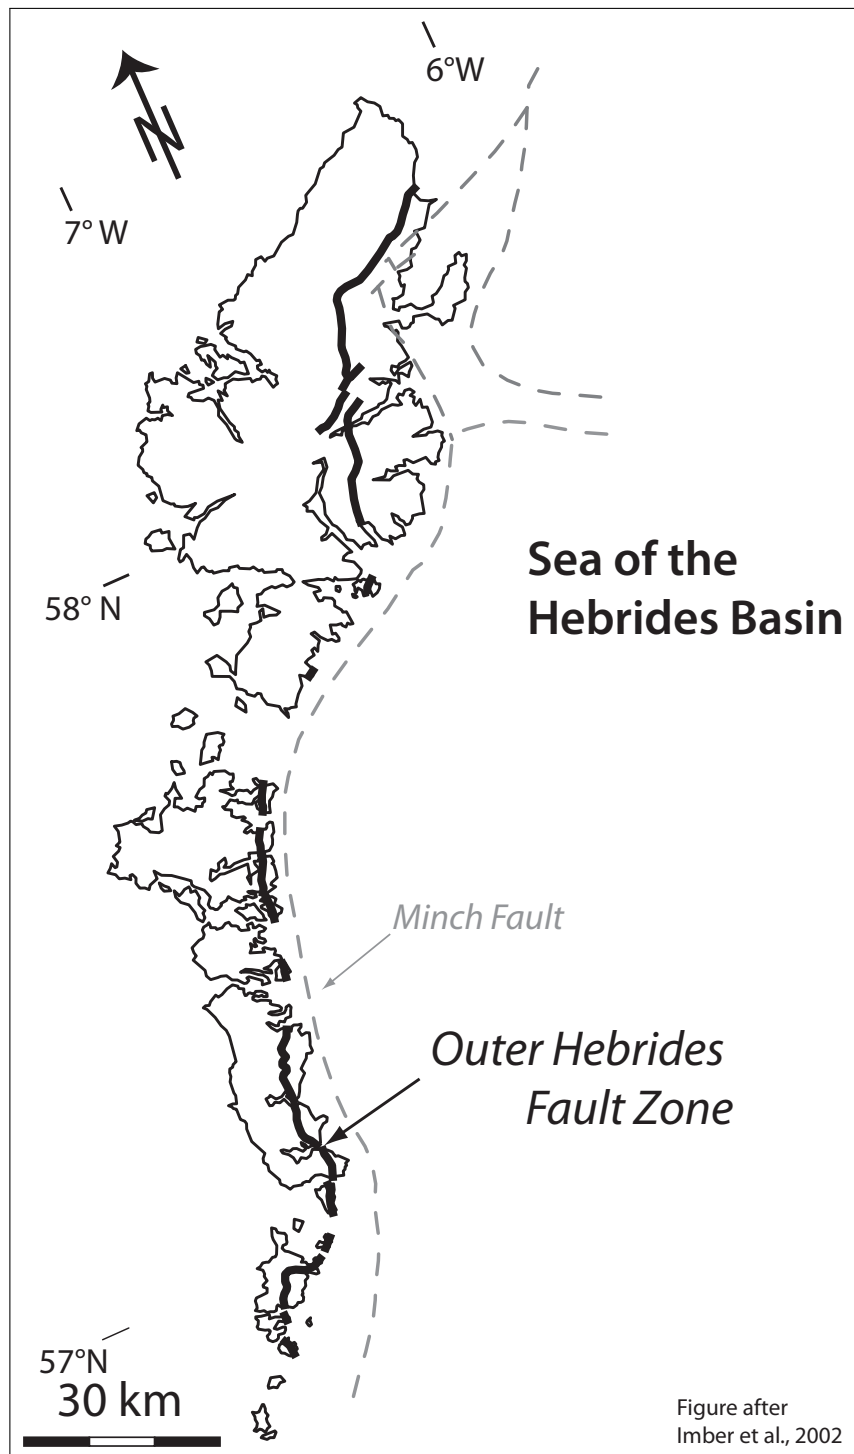 6°W
7° W
Sea of the
Hebrides Basin
58° N
Minch Fault
Outer Hebrides
Fault Zone
57°N
30 km
Figure after
Imber et al., 2002